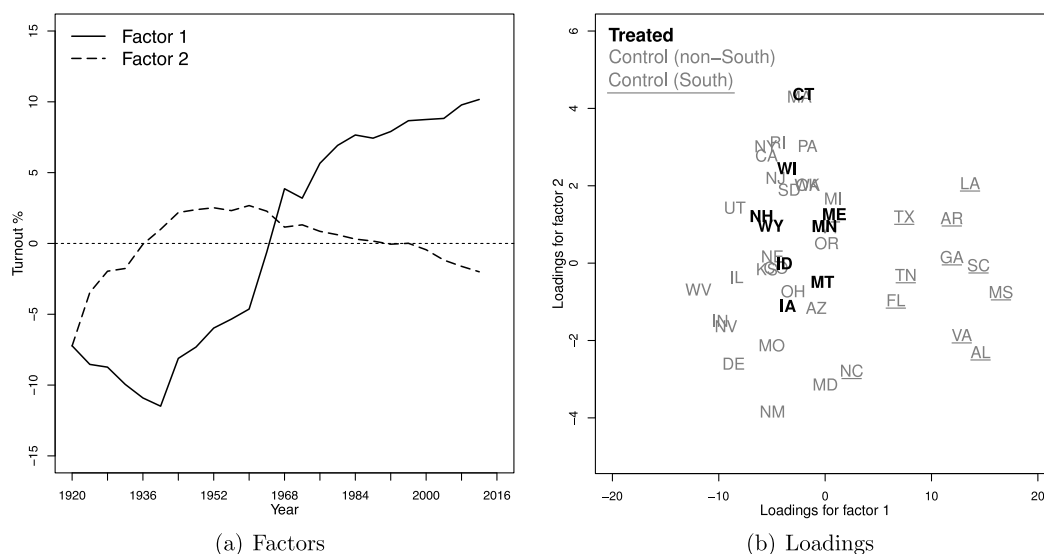 Factor 1
Factor 2
Turnout %
15
10
5
0
−5
−10
−15
1920
1936
1952
1968
1984
2000
2016
Year
(a) Factors
Treated
Control (non−South)
Control (South)
Loadings for factor 2
6
4
2
0
−2
−4
−20
−10
0
10
20
Loadings for factor 1
CT
MA
NY
RI
PA
CA
WI
NJ
SD
WA
MI
LA
UT
NH
WY
ME
MN
TX
AR
OR
NE
KS
ID
GA
SC
IL
MT
TN
WV
OH
IA
AZ
FL
MS
IN
NV
MO
VA
AL
DE
MD
NC
NM
(b) Loadings